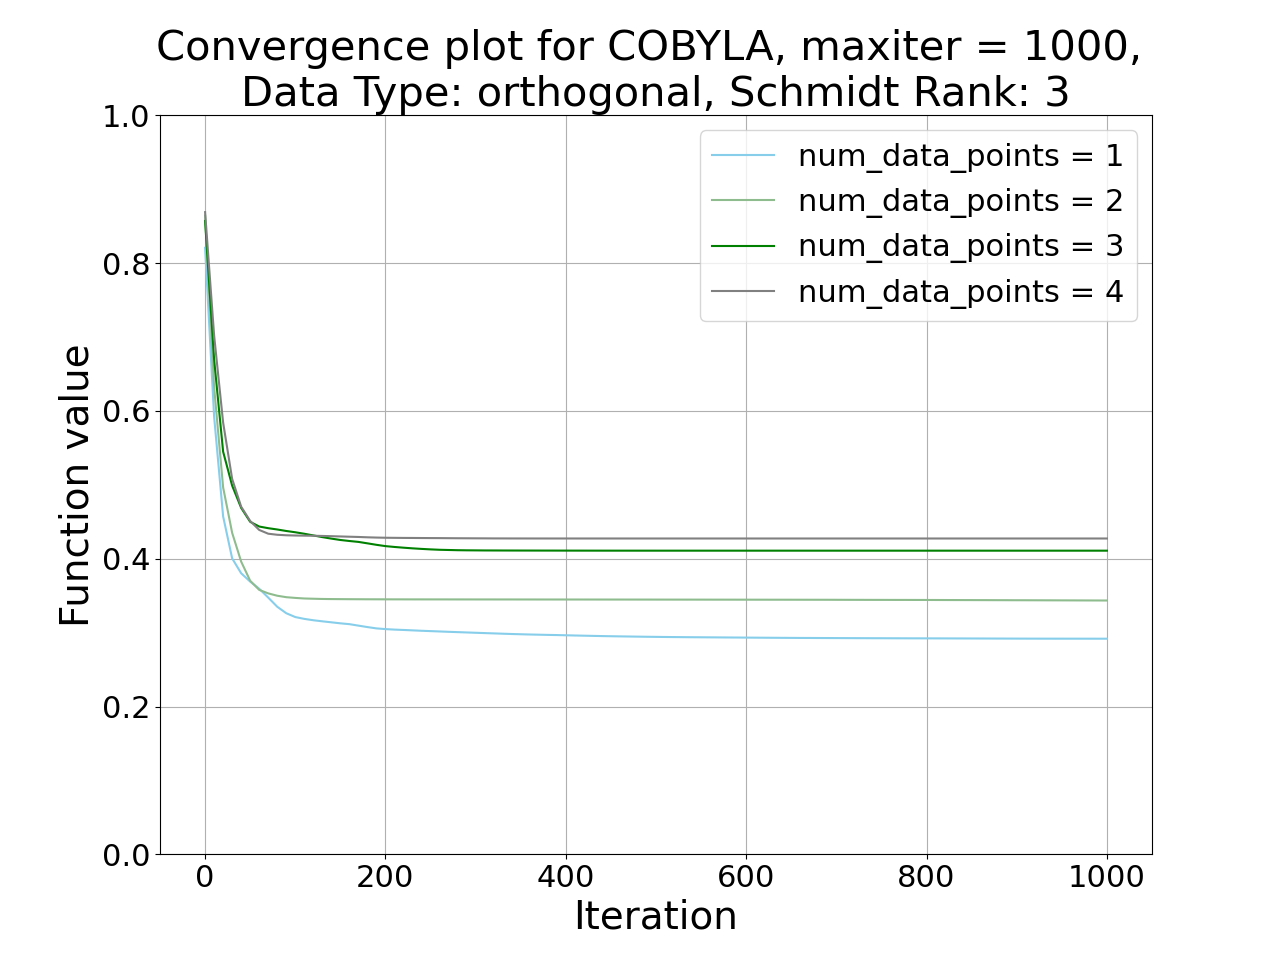 Convergence plot for COBYLA, maxiter = 1000,
Data Type: orthogonal, Schmidt Rank: 3
num_data_points = 1
num_data_points = 2
num_data_points = 3
num_data_points = 4
Function value
1.0
0.8
0.6
0.4
0.2
0.0
0 200 400 600 800 1000
Iteration